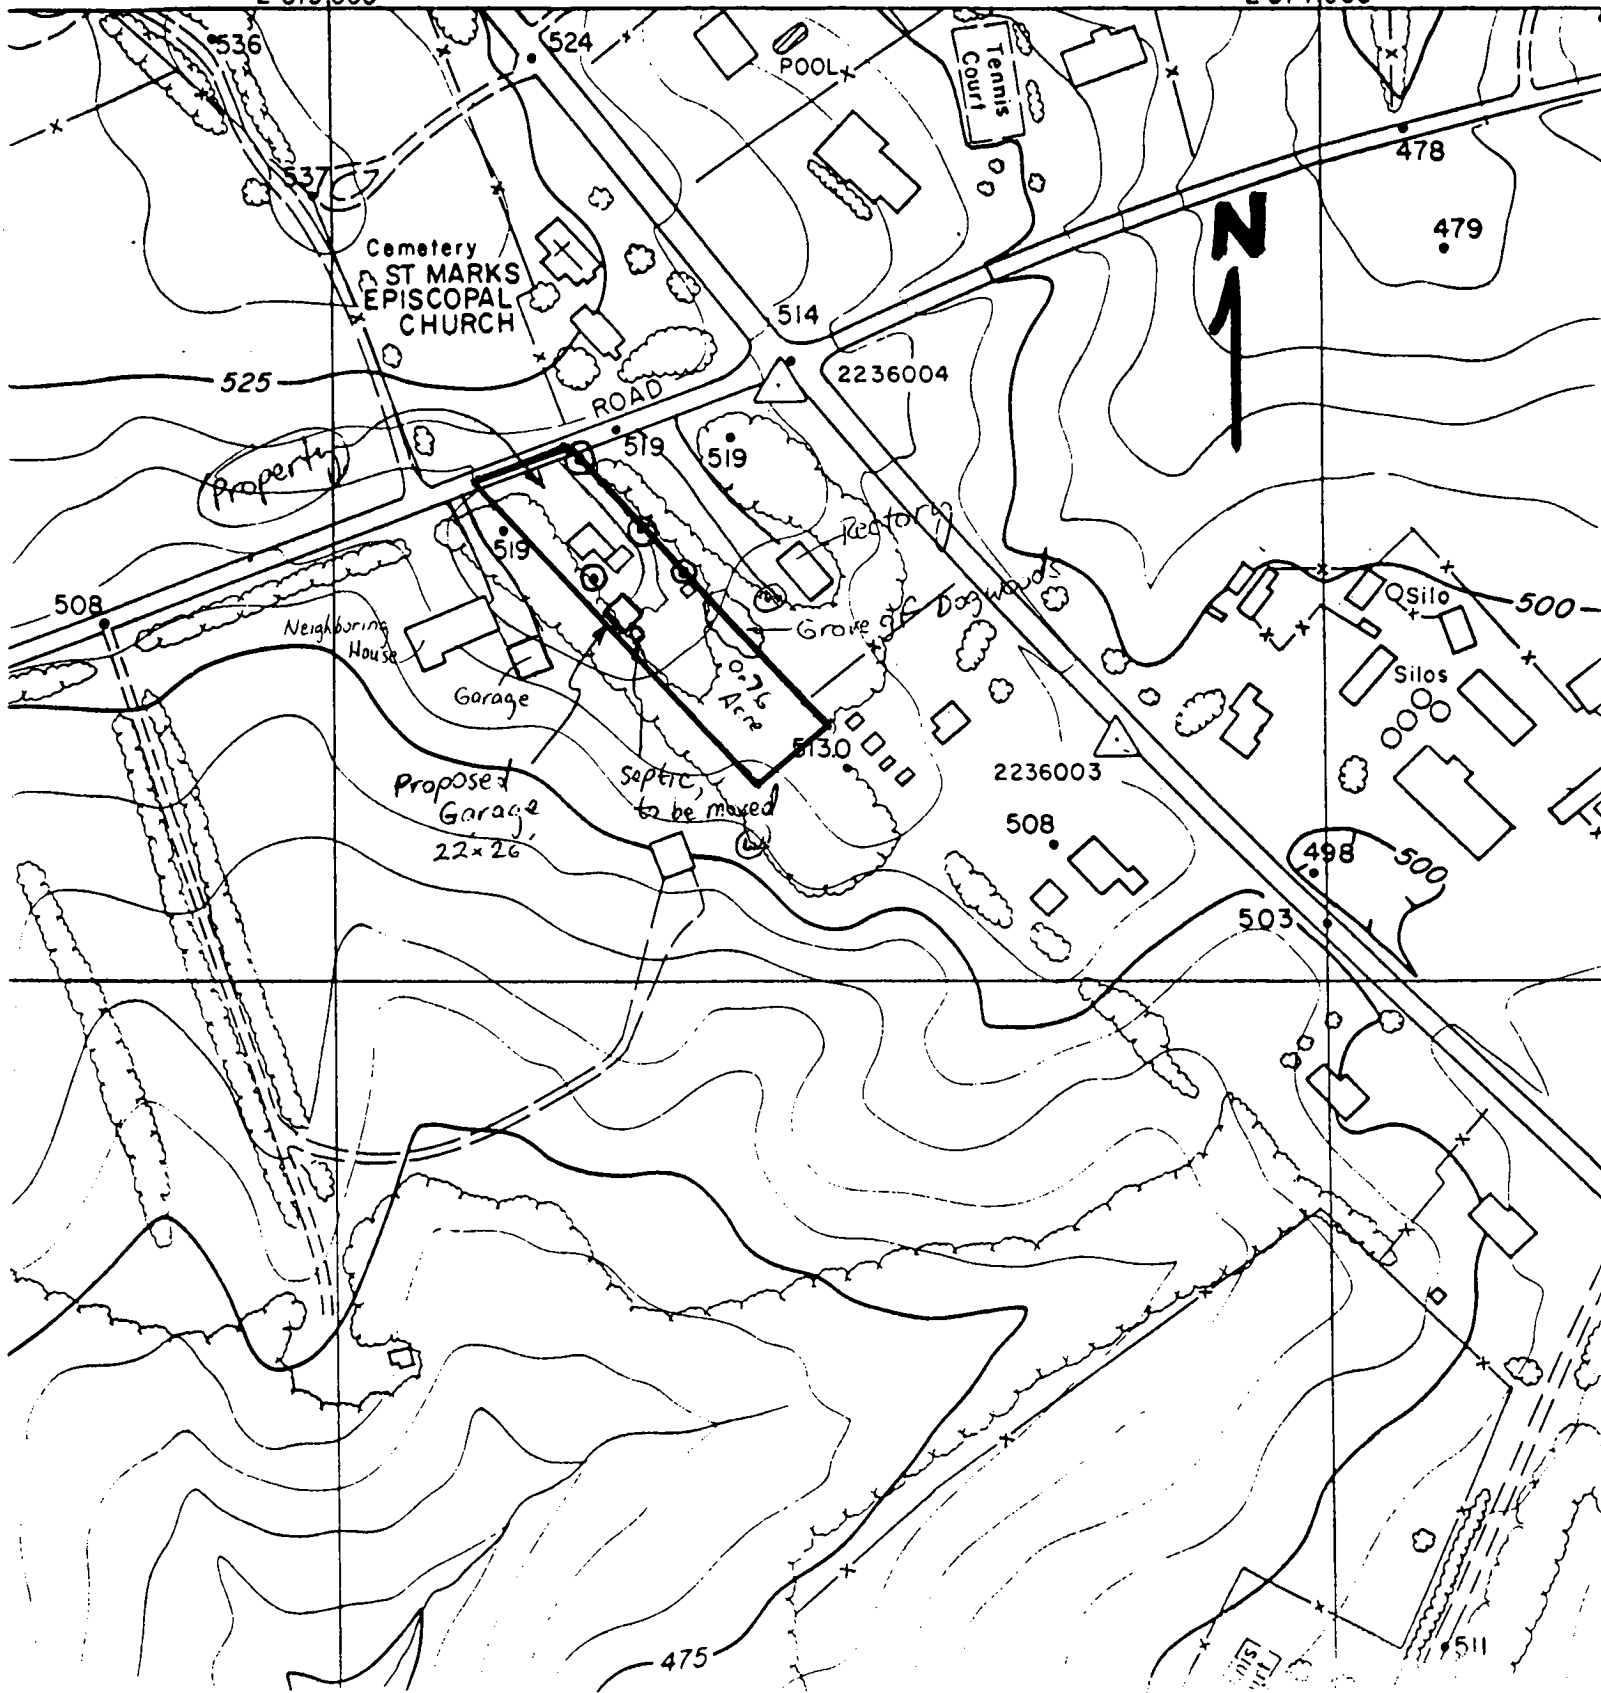 536
524
POOL
Tennis
Court
478
479
N
537
Cemetery
ST MARKS
EPISCOPAL
CHURCH
514
525
2236004
ROAD
519
519
Property
519
Rectory
508
Neighboring
House
Garage
Grove of Dogwoods
0.76
Acre
Silo
500
Silos
513.0
2236003
Proposed
Garage
22x26
septic,
to be moved
508
498
500
503
475
511